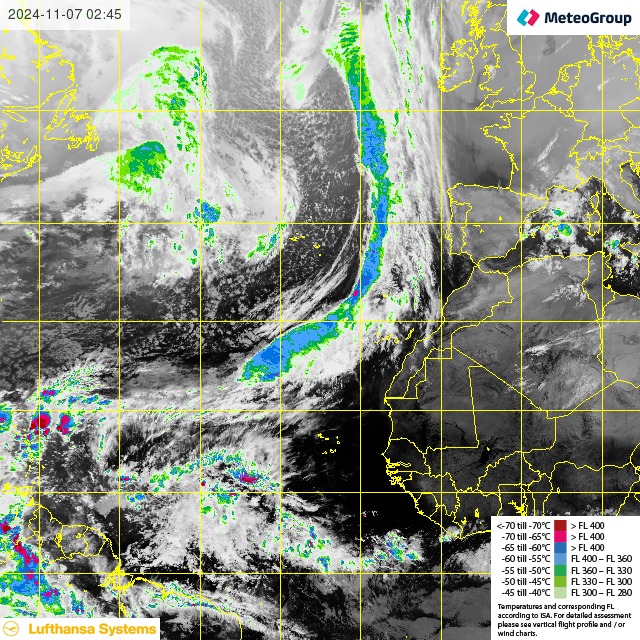 2024-11-07 02:45
MeteoGroup
<-70 till -70°C > FL 400
-70 till -65°C > FL 400
-65 till -60°C > FL 400
-60 till -55°C FL 400 – FL 360
-55 till -50°C FL 360 – FL 330
-50 till -45°C FL 330 – FL 300
-45 till -40°C FL 300 – FL 280
Temperatures and corresponding FL
according to ISA. For detailed assessment
please see vertical flight profile and / or
wind charts.
Lufthansa Systems